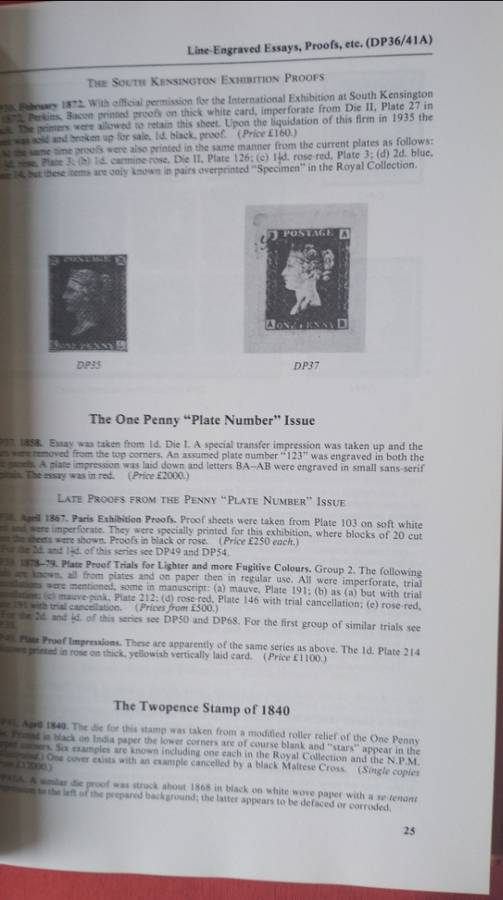 Line-Engraved Essays, Proofs, etc. (DP36/41A)
THE SOUTH KENSINGTON EXHIBITION PROOFS
February 1872. With official permission for the International Exhibition at South Kensington
1872, Perkins, Bacon printed proofs on thick white card, imperforate from Die II, Plate 27 in
The printers were allowed to retain this sheet. Upon the liquidation of this firm in 1935 the
was sold and broken up for sale, 1d. black, proof. (Price £160.)
the same time proofs were also printed in the same manner from the current plates as follows:
rose, Plate 3; (b) 1d. carmine-rose, Die II, Plate 126; (c) 1½d. rose-red, Plate 3; (d) 2d. blue,
14, but these items are only known in pairs overprinted "Specimen" in the Royal Collection.
POSTAGE
ONE PENNY
POSTAGE A
A ONE PENNY B
DP35 DP37
The One Penny "Plate Number" Issue
1858. Essay was taken from 1d. Die I. A special transfer impression was taken up and the
were removed from the top corners. An assumed plate number "123" was engraved in both the
panels. A plate impression was laid down and letters BA–AB were engraved in small sans-serif
The essay was in red. (Price £2000.)
LATE PROOFS FROM THE PENNY "PLATE NUMBER" ISSUE
April 1867. Paris Exhibition Proofs. Proof sheets were taken from Plate 103 on soft white
and were imperforate. They were specially printed for this exhibition, where blocks of 20 cut
the sheets were shown. Proofs in black or rose. (Price £250 each.)
For the 2d. and 1½d. of this series see DP49 and DP54.
1878–79. Plate Proof Trials for Lighter and more Fugitive Colours. Group 2. The following
are known, all from plates and on paper then in regular use. All were imperforate, trial
were mentioned, some in manuscript: (a) mauve, Plate 191; (b) as (a) but with trial
(c) mauve-pink, Plate 212; (d) rose-red, Plate 146 with trial cancellation; (e) rose-red,
191 with trial cancellation. (Prices from £500.)
For the 2d. and ½d. of this series see DP50 and DP68. For the first group of similar trials see
Plate Proof Impressions. These are apparently of the same series as above. The 1d. Plate 214
known printed in rose on thick, yellowish vertically laid card. (Price £1100.)
The Twopence Stamp of 1840
April 1840. The die for this stamp was taken from a modified roller relief of the One Penny
Printed in black on India paper the lower corners are of course blank and "stars" appear in the
corners. Six examples are known including one each in the Royal Collection and the N.P.M.
One cover exists with an example cancelled by a black Maltese Cross. (Single copies
from £12000.)
A similar die proof was struck about 1868 in black on white wove paper with a se-tenant
to the left of the prepared background; the latter appears to be defaced or corroded.
25